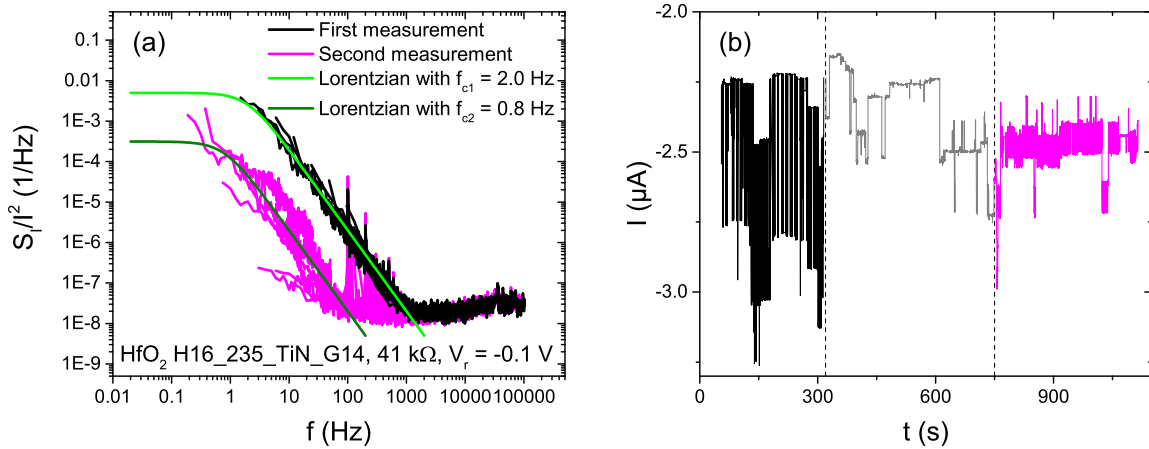 (a)
First measurement
Second measurement
Lorentzian with f_c1 = 2.0 Hz
Lorentzian with f_c2 = 0.8 Hz
0.1
0.01
1E-3
1E-4
1E-5
1E-6
1E-7
1E-8
1E-9
S_I/I² (1/Hz)
HfO₂ H16_235_TiN_G14, 41 kΩ, V_r = -0.1 V
0.01 0.1 1 10 100 1000 10000 100000
f (Hz)
(b)
-2.0
-2.5
-3.0
I (μA)
0 300 600 900
t (s)